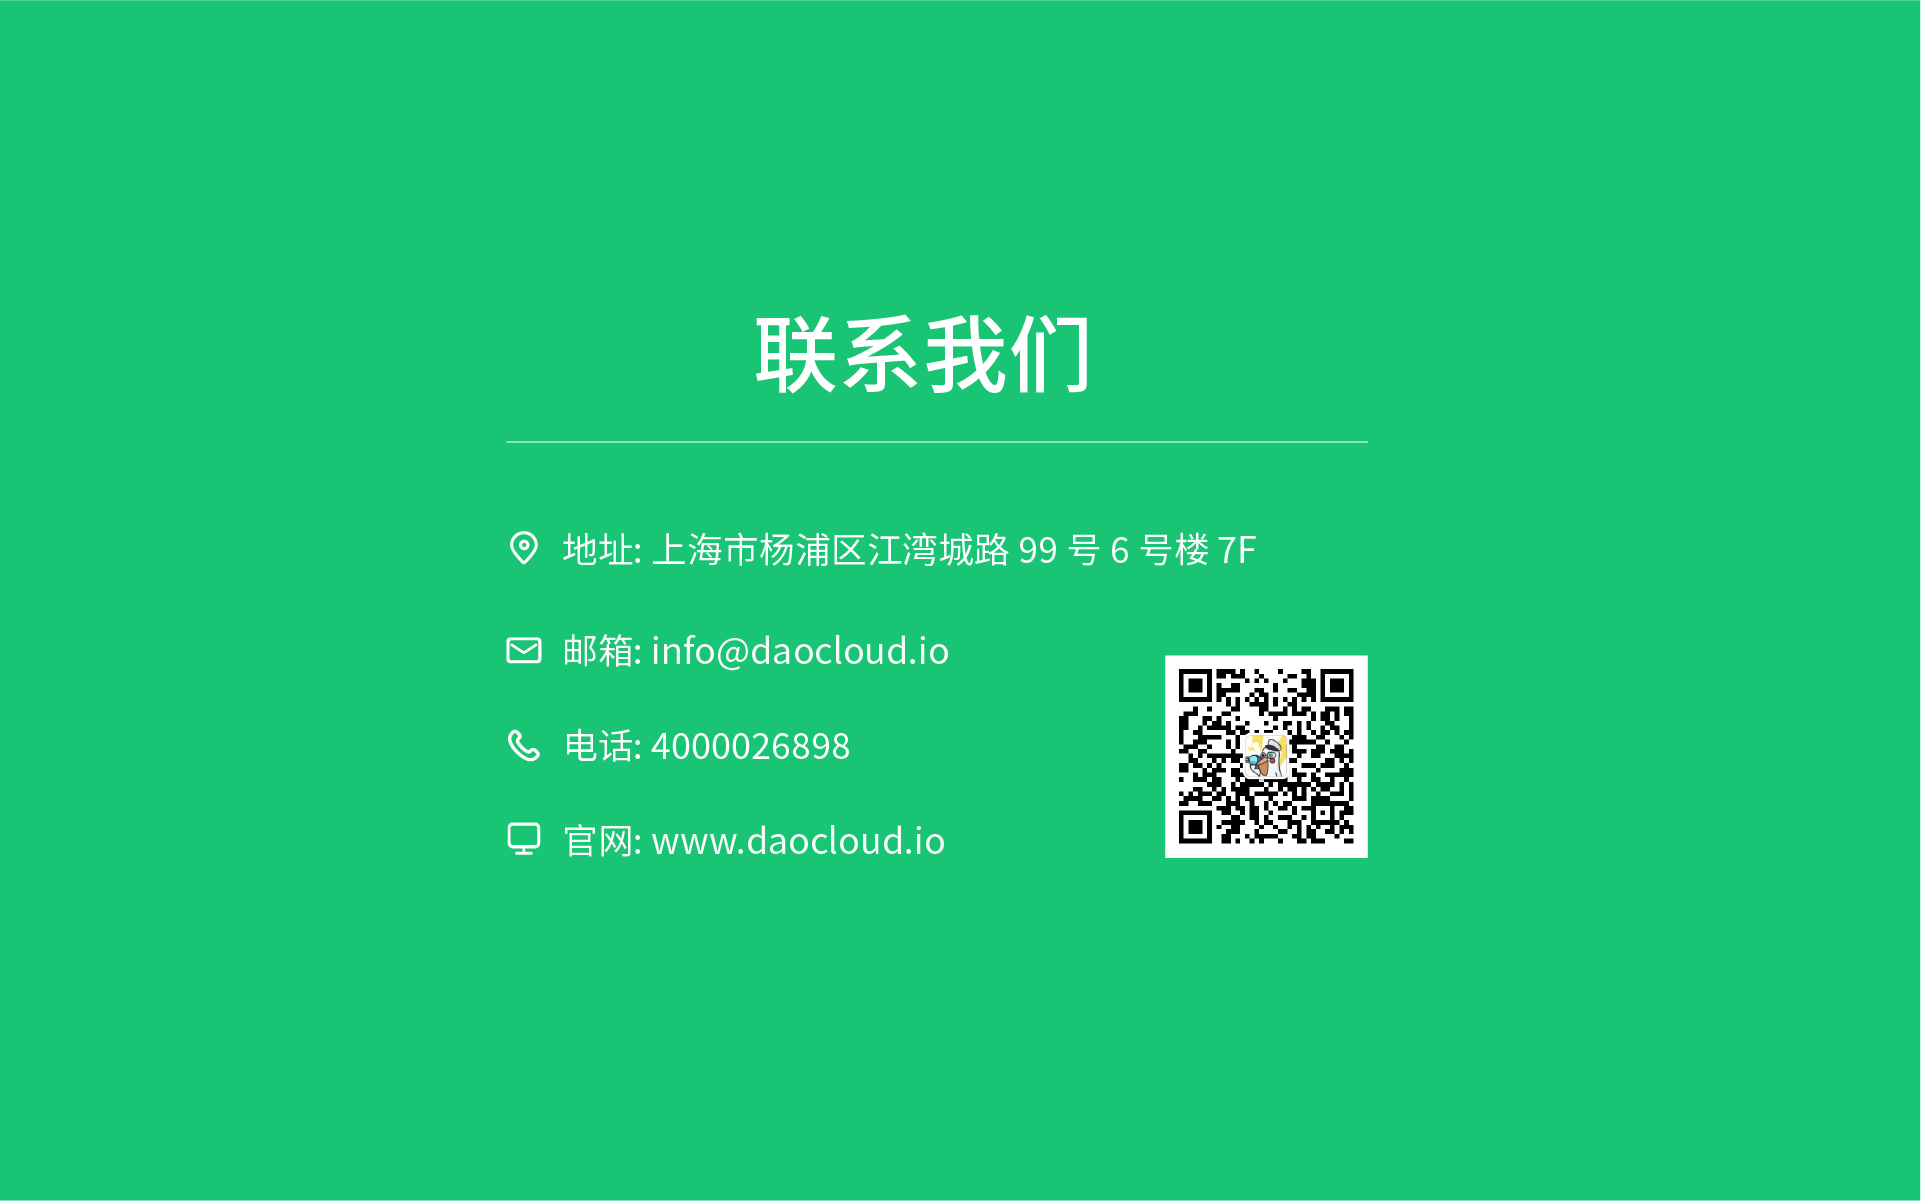 联系我们
地址: 上海市杨浦区江湾城路 99 号 6 号楼 7F
邮箱: info@daocloud.io
电话: 4000026898
官网: www.daocloud.io